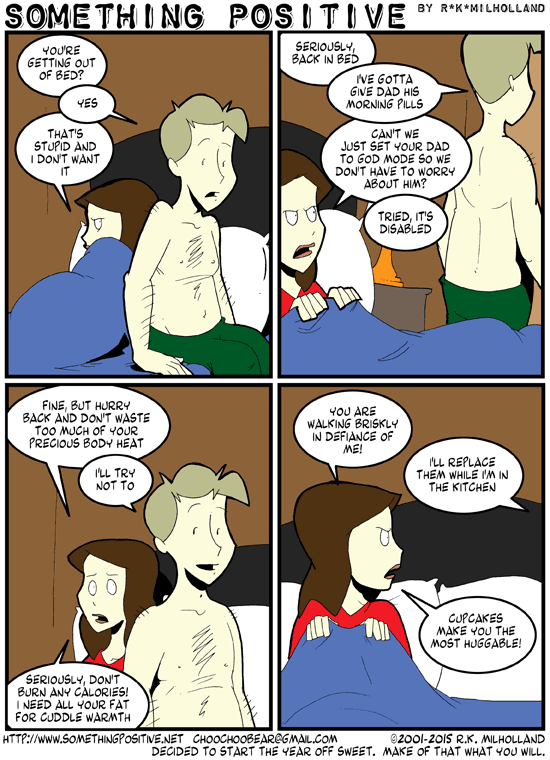 SOMETHING POSITIVE BY R*K*MILHOLLAND
YOU'RE
GETTING OUT
OF BED?
YES
THAT'S
STUPID AND
I DON'T WANT
IT
SERIOUSLY,
BACK IN BED
I'VE GOTTA
GIVE DAD HIS
MORNING PILLS
CAN'T WE
JUST SET YOUR DAD
TO GOD MODE SO WE
DON'T HAVE TO WORRY
ABOUT HIM?
TRIED, IT'S
DISABLED
FINE, BUT HURRY
BACK AND DON'T WASTE
TOO MUCH OF YOUR
PRECIOUS BODY HEAT
I'LL TRY
NOT TO
SERIOUSLY, DON'T
BURN ANY CALORIES!
I NEED ALL YOUR FAT
FOR CUDDLE WARMTH
YOU ARE
WALKING BRISKLY
IN DEFIANCE OF
ME!
I'LL REPLACE
THEM WHILE I'M IN
THE KITCHEN
CUPCAKES
MAKE YOU THE
MOST HUGGABLE!
HTTP://WWW.SOMETHINGPOSITIVE.NET CHOOCHOOBEAR@GMAIL.COM ©2001-2015 R.K. MILHOLLAND
DECIDED TO START THE YEAR OFF SWEET. MAKE OF THAT WHAT YOU WILL.